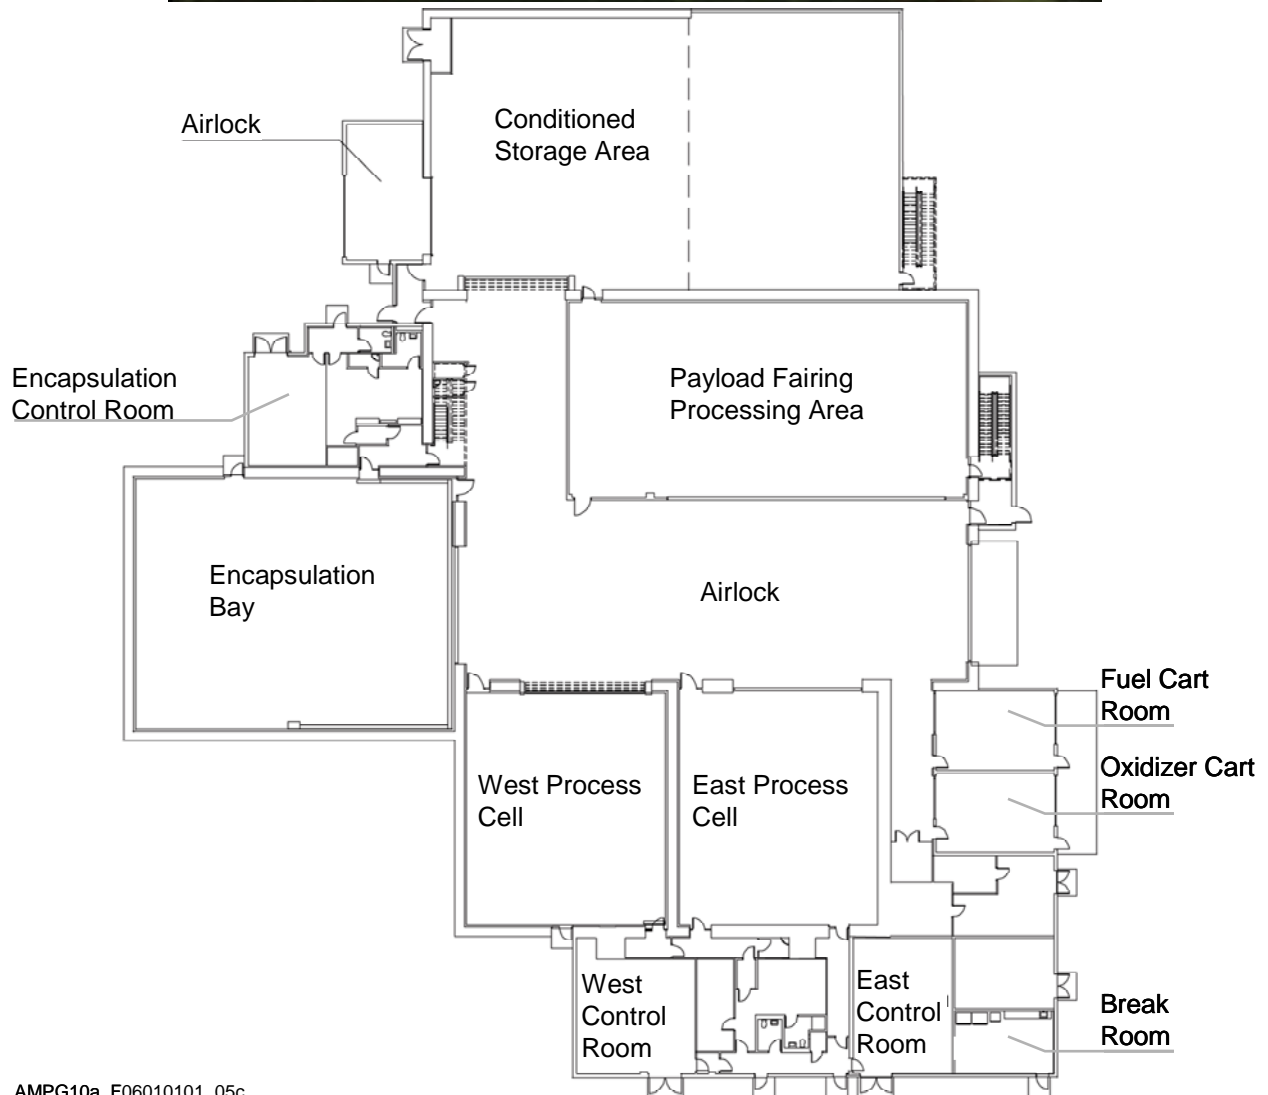 Conditioned
Storage Area
Airlock
Payload Fairing
Processing Area
Encapsulation
Control Room
Encapsulation
Bay
Airlock
Fuel Cart
Room
Oxidizer Cart
Room
West Process
Cell
East Process
Cell
West
Control
Room
East
Control
Room
Break
Room
AMPG10a_F06010101_05c